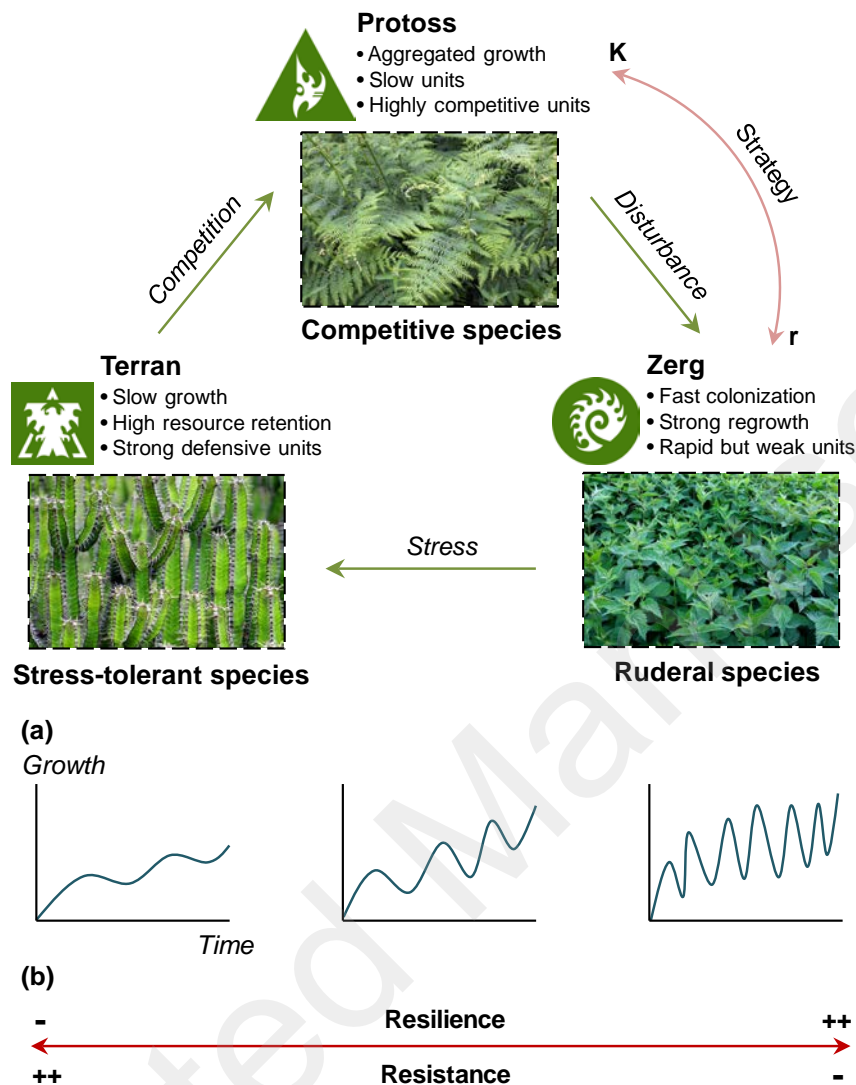 Protoss
• Aggregated growth
• Slow units
• Highly competitive units
K
Strategy
r
Competition
Disturbance
Competitive species
Terran
• Slow growth
• High resource retention
• Strong defensive units
Zerg
• Fast colonization
• Strong regrowth
• Rapid but weak units
Stress
Stress-tolerant species
Ruderal species
(a)
Growth
Time
(b)
- Resilience ++
++ Resistance -